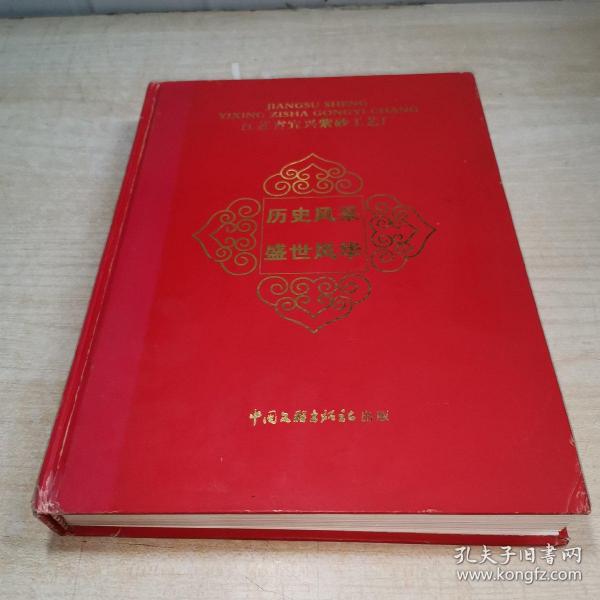 JIANGSU SHENG
YIXING ZISHA GONGYI CHANG
江苏省宜兴紫砂工艺厂
历史风采
盛世风华
中国文联出版社出版
孔夫子旧书网
www.kongfz.com